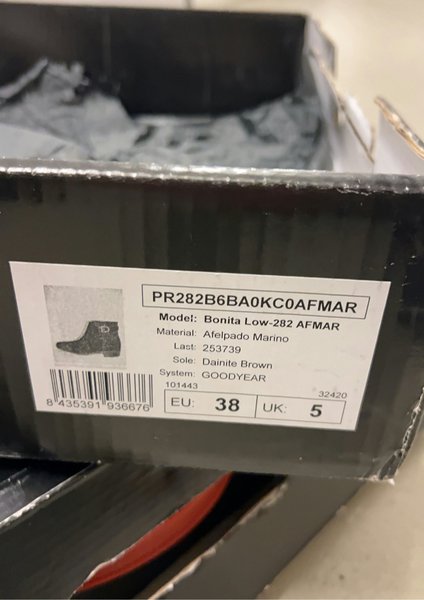 PR282B6BA0KC0AFMAR
Model: Bonita Low-282 AFMAR
Material: Afelpado Marino
Last: 253739
Sole: Dainite Brown
System: GOODYEAR
101443
32420
8 435391 936676
EU: 38 UK: 5